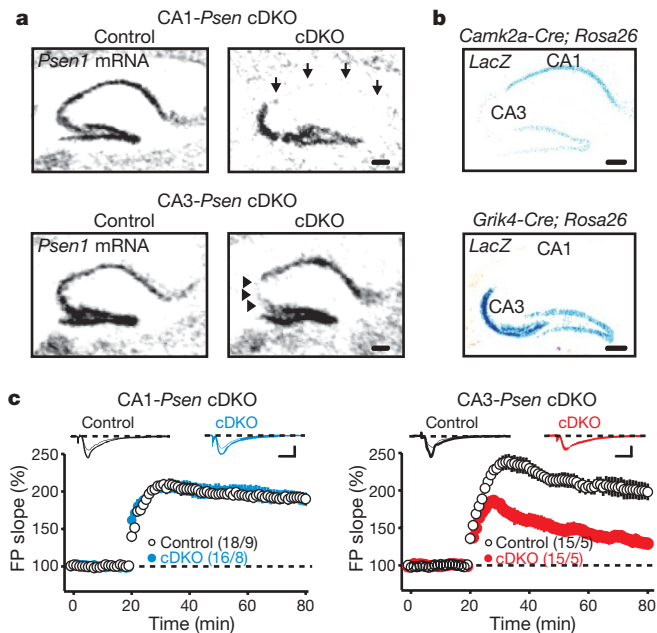 a
CA1-Psen cDKO
Control
cDKO
Psen1 mRNA
CA3-Psen cDKO
Control
cDKO
Psen1 mRNA
b
Camk2a-Cre; Rosa26
LacZ
CA1
CA3
Grik4-Cre; Rosa26
LacZ
CA1
CA3
c
CA1-Psen cDKO
Control
cDKO
FP slope (%)
250
200
150
100
Control (18/9)
cDKO (16/8)
0 20 40 60 80
Time (min)
CA3-Psen cDKO
Control
cDKO
FP slope (%)
250
200
150
100
Control (15/5)
cDKO (15/5)
0 20 40 60 80
Time (min)